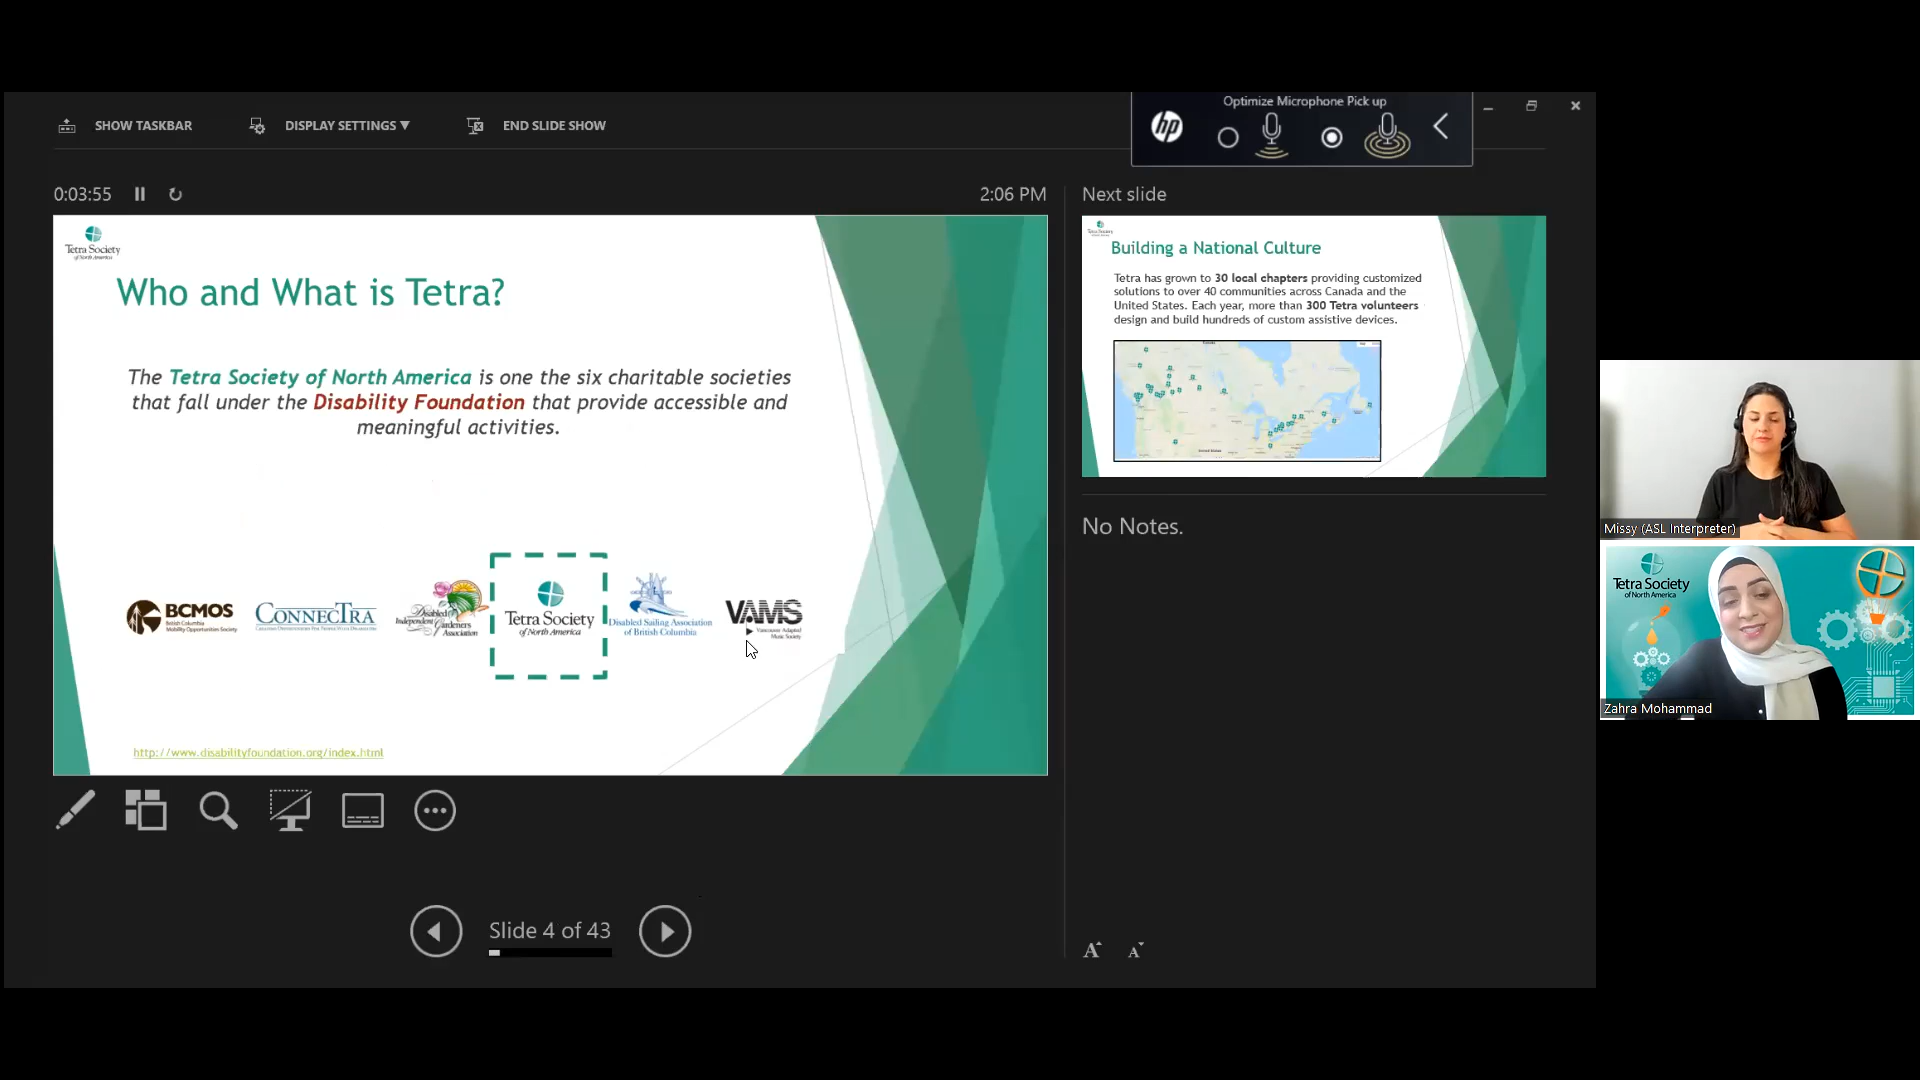 Optimize Microphone Pick up
hp
SHOW TASKBAR
DISPLAY SETTINGS
END SLIDE SHOW
0:03:55
2:06 PM
Next slide
Tetra Society
of North America
Who and What is Tetra?
The Tetra Society of North America is one the six charitable societies
that fall under the Disability Foundation that provide accessible and
meaningful activities.
BCMOS
British Columbia
Mobility Opportunities Society
CONNECTRA
Disabled
Independent Gardeners
Association
Tetra Society
of North America
Disabled Sailing Association
of British Columbia
VAMS
Vancouver Adapted
Music Society
http://www.disabilityfoundation.org/index.html
Tetra Society
Building a National Culture
Tetra has grown to 30 local chapters providing customized
solutions to over 40 communities across Canada and the
United States. Each year, more than 300 Tetra volunteers
design and build hundreds of custom assistive devices.
No Notes.
Slide 4 of 43
A A
Missy (ASL Interpreter)
Tetra Society
of North America
Zahra Mohammad